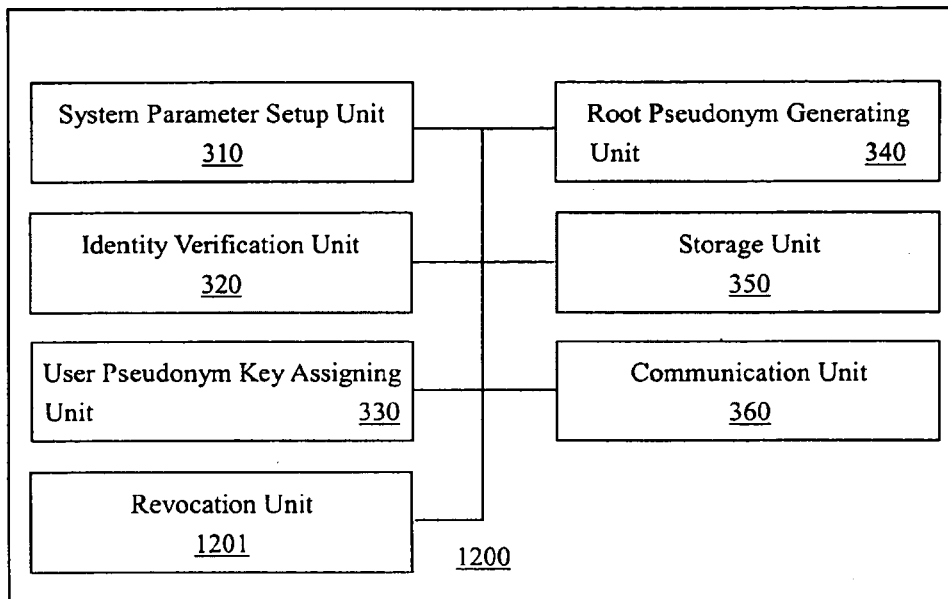 System Parameter Setup Unit
310
Root Pseudonym Generating
Unit 340
Identity Verification Unit
320
Storage Unit
350
User Pseudonym Key Assigning
Unit 330
Communication Unit
360
Revocation Unit
1201
1200